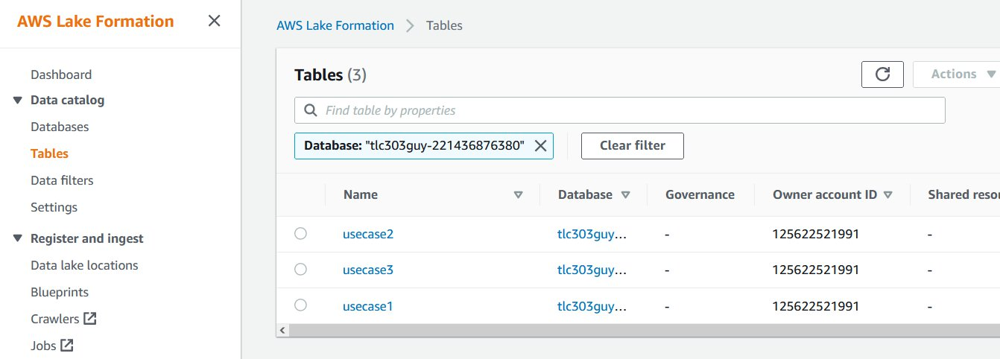 AWS Lake Formation
Dashboard
Data catalog
Databases
Tables
Data filters
Settings
Register and ingest
Data lake locations
Blueprints
Crawlers
Jobs
AWS Lake Formation > Tables
Tables (3)
Actions
Find table by properties
Database: "tlc303guy-221436876380"
Clear filter
Name Database Governance Owner account ID Shared resou
usecase2 tlc303guy... - 125622521991 -
usecase3 tlc303guy... - 125622521991 -
usecase1 tlc303guy... - 125622521991 -